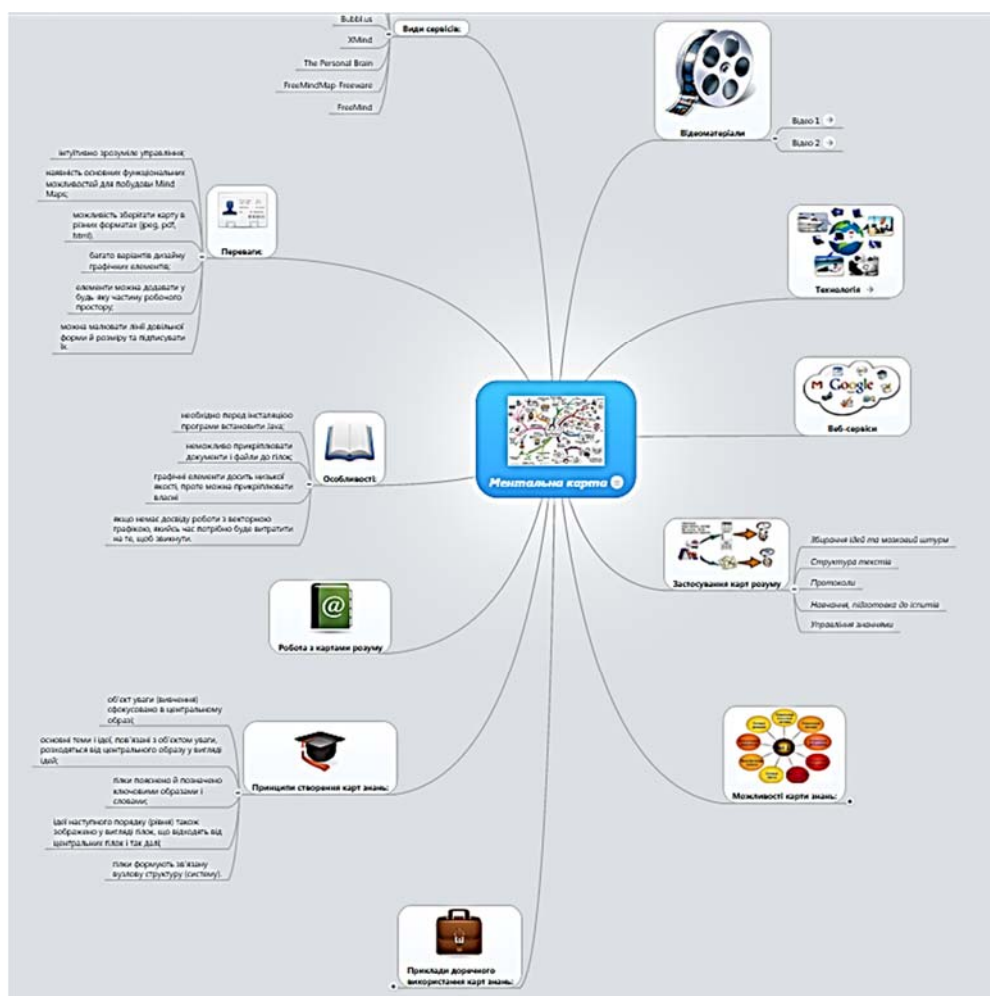 Bubbl.us
XMind
The Personal Brain
FreeMindMap-Freeware
FreeMind
Види сервісів:
Відеоматеріали
Відео 1
Відео 2
інтуїтивно зрозуміле управління;
наявність основних функціональних
можливостей для побудови Mind
Maps;
можливість зберігати карту в
різних форматах (jpeg, pdf,
html).
багато варіантів дизайну
графічних елементів;
елементи можна додавати у
будь-яку частину робочого
простору;
можна малювати лінії довільної
форми й розміру та підписувати
їх.
Переваги:
Технологія
Google
Веб-сервіси
Ментальна карта
необхідно перед інсталяцією
програми встановити Java;
неможливо прикріплювати
документи і файли до гілок;
графічні елементи досить низької
якості, проте можна прикріплювати
власні
якщо немає досвіду роботи з векторною
графікою, якийсь час потрібно буде витратити
на те, щоб звикнути.
Особливості:
Застосування карт розуму
Збирання ідей та мозковий штурм
Структура текстів
Протоколи
Навчання, підготовка до іспитів
Управління знаннями
Робота з картами розуму
об'єкт уваги (вивчення)
сфокусовано в центральному
образі;
основні теми і ідеї, пов'язані з об'єктом уваги,
розходяться від центрального образу у вигляді
ідей;
гілки пояснено й позначено
ключовими образами і
словами;
ідеї наступного порядку (рівня) також
зображено у вигляді гілок, що відходять від
центральних гілок і так далі;
гілки формують зв'язану
вузлову структуру (систему).
Принципи створення карт знань:
Можливості карти знань:
Приклади доречного
використання карт знань: